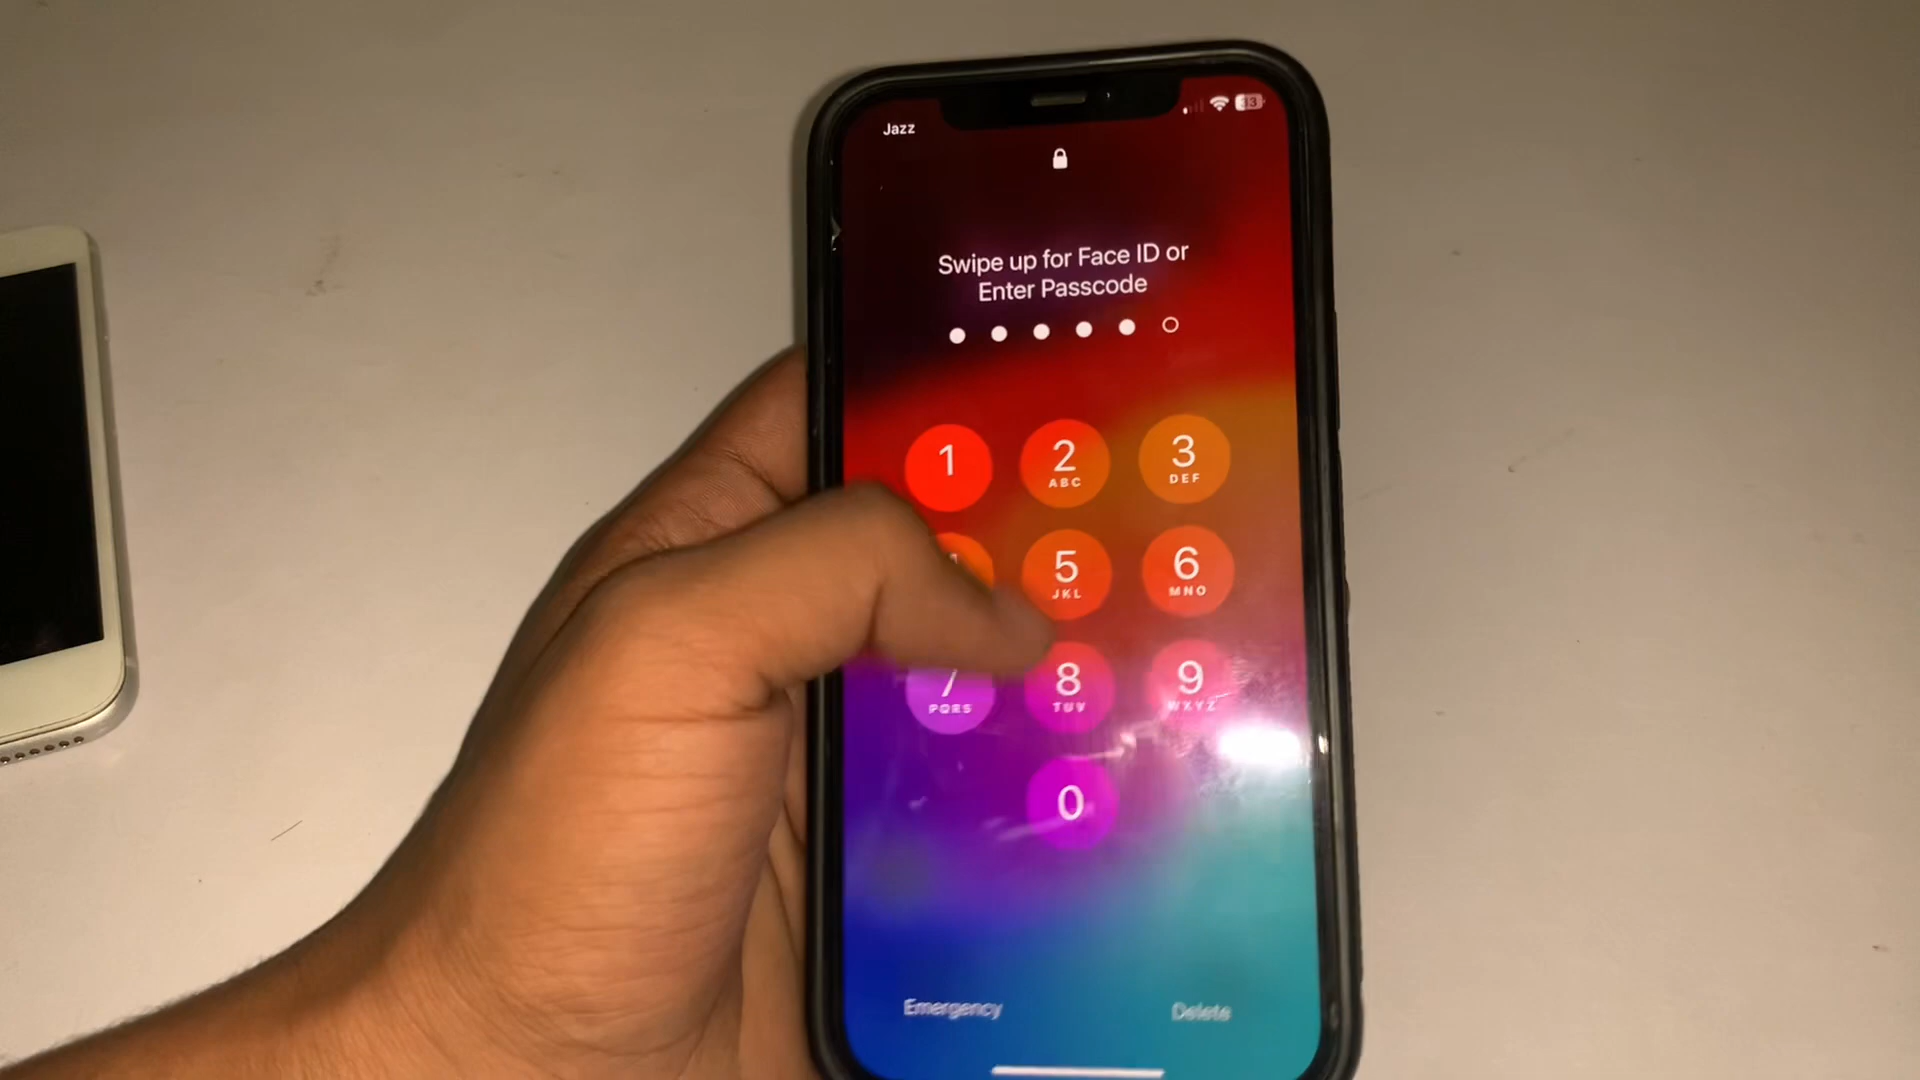 Jazz
33
Swipe up for Face ID or
Enter Passcode
1
2
ABC
3
DEF
5
JKL
6
MNO
7
PQRS
8
TUV
9
WXYZ
0
Emergency
Delete